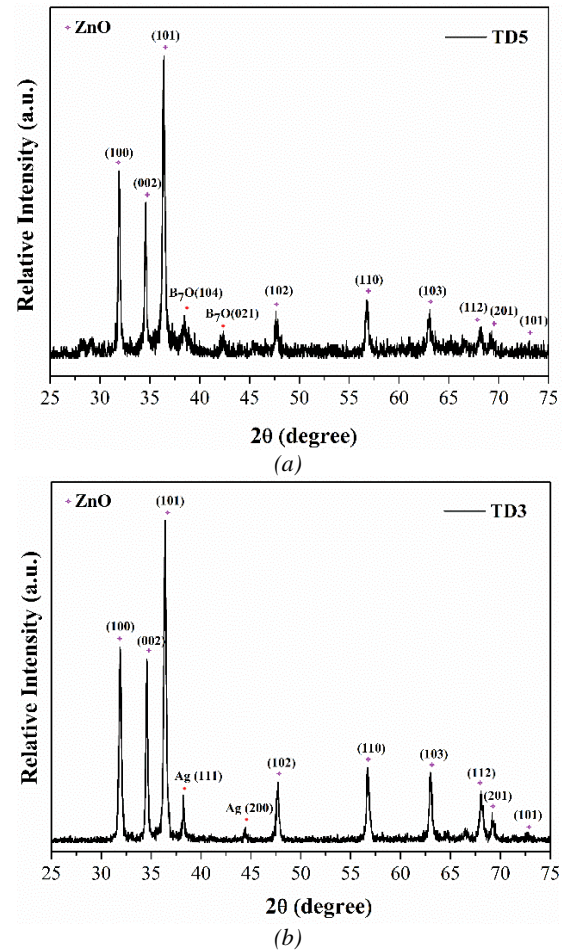 + ZnO
TD5
(101)
(100)
(002)
B₇O(104)
B₇O(021)
(102)
(110)
(103)
(112)
(201)
(101)
Relative Intensity (a.u.)
25 30 35 40 45 50 55 60 65 70 75
2θ (degree)
(a)
+ ZnO
TD3
(101)
(100)
(002)
Ag (111)
Ag (200)
(102)
(110)
(103)
(112)
(201)
(101)
Relative Intensity (a.u.)
25 30 35 40 45 50 55 60 65 70 75
2θ (degree)
(b)